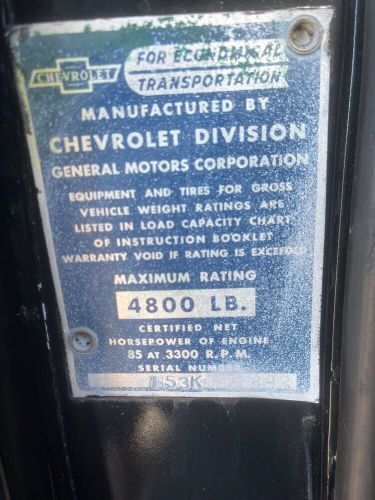 CHEVROLET
FOR ECONOMICAL
TRANSPORTATION
MANUFACTURED BY
CHEVROLET DIVISION
GENERAL MOTORS CORPORATION
EQUIPMENT AND TIRES FOR GROSS
VEHICLE WEIGHT RATINGS ARE
LISTED IN LOAD CAPACITY CHART
OF INSTRUCTION BOOKLET
WARRANTY VOID IF RATING IS EXCEEDED
MAXIMUM RATING
4800 LB.
CERTIFIED NET
HORSEPOWER OF ENGINE
85 AT 3300 R.P.M.
SERIAL NUMBER